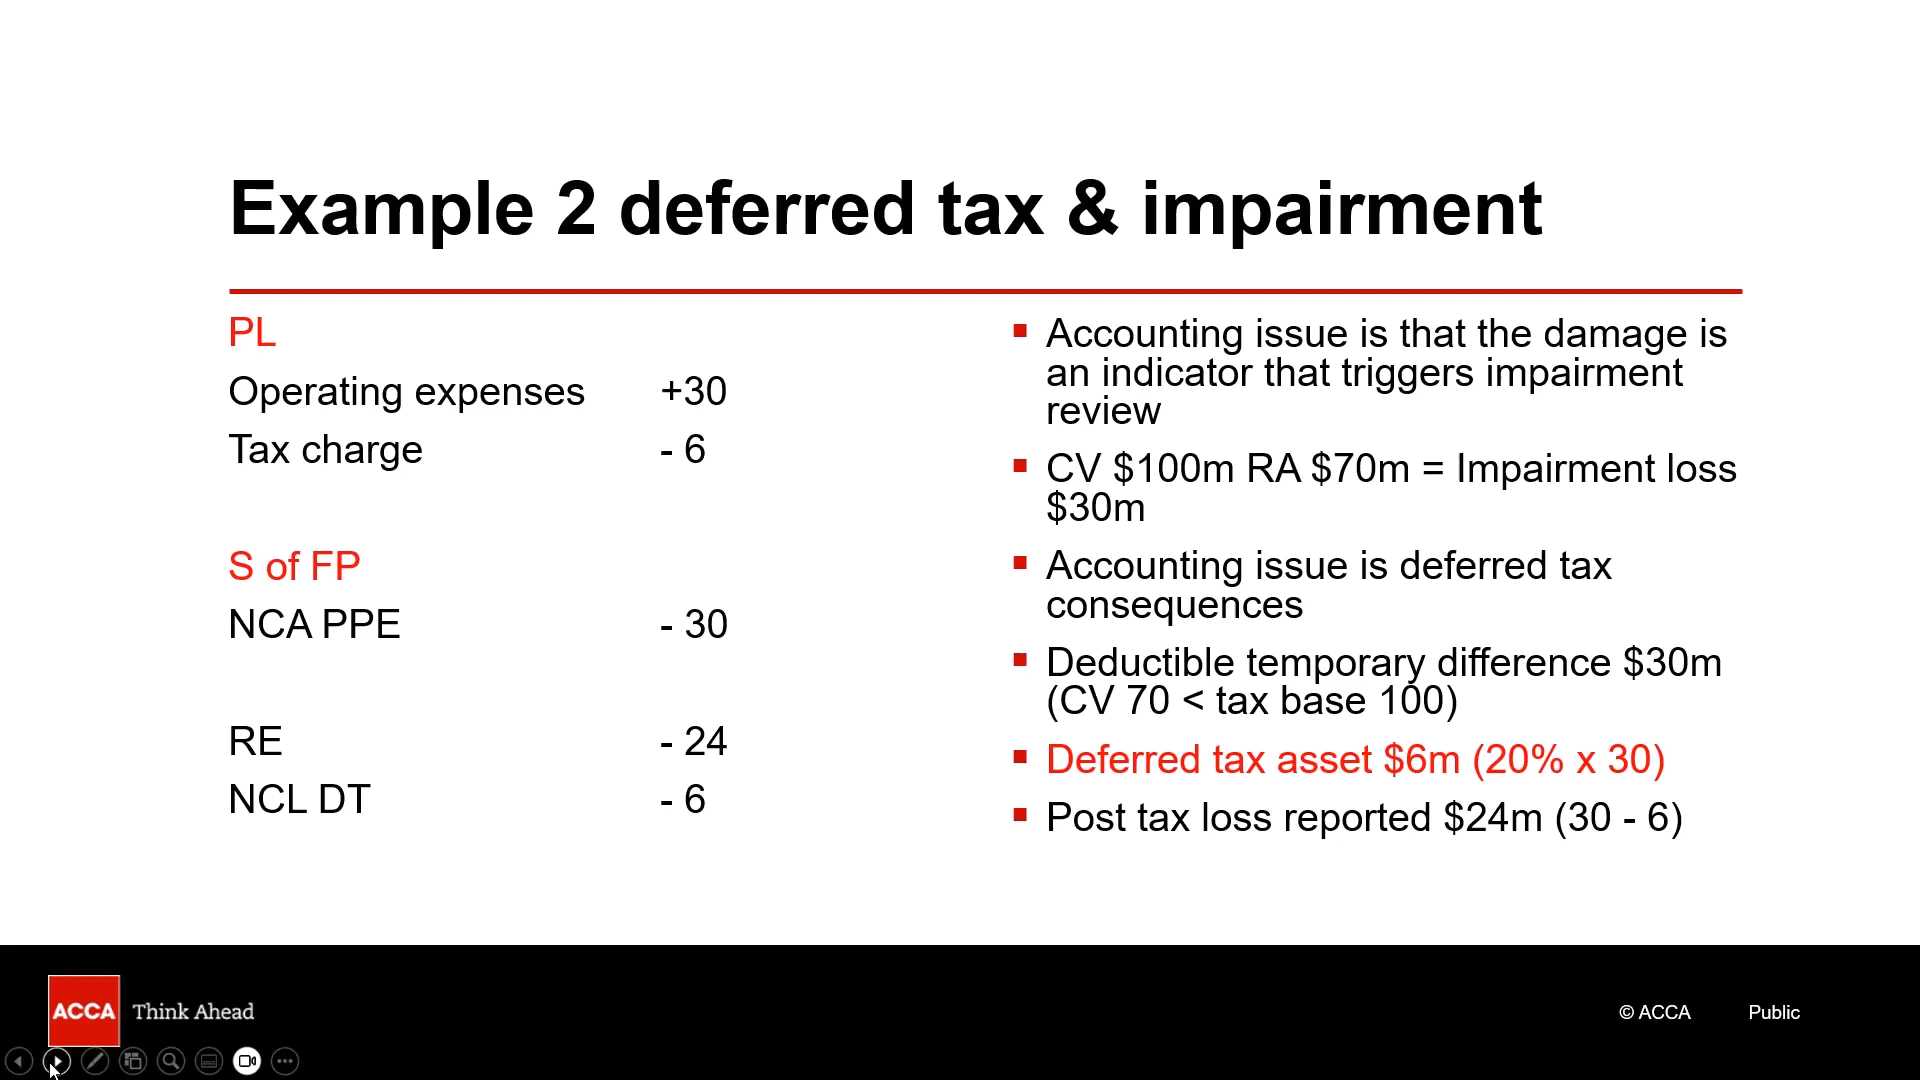 Example 2 deferred tax & impairment
PL
Operating expenses +30
Tax charge - 6
S of FP
NCA PPE - 30
RE - 24
NCL DT - 6
Accounting issue is that the damage is
an indicator that triggers impairment
review
CV $100m RA $70m = Impairment loss
$30m
Accounting issue is deferred tax
consequences
Deductible temporary difference $30m
(CV 70 < tax base 100)
Deferred tax asset $6m (20% x 30)
Post tax loss reported $24m (30 - 6)
ACCA Think Ahead
© ACCA Public